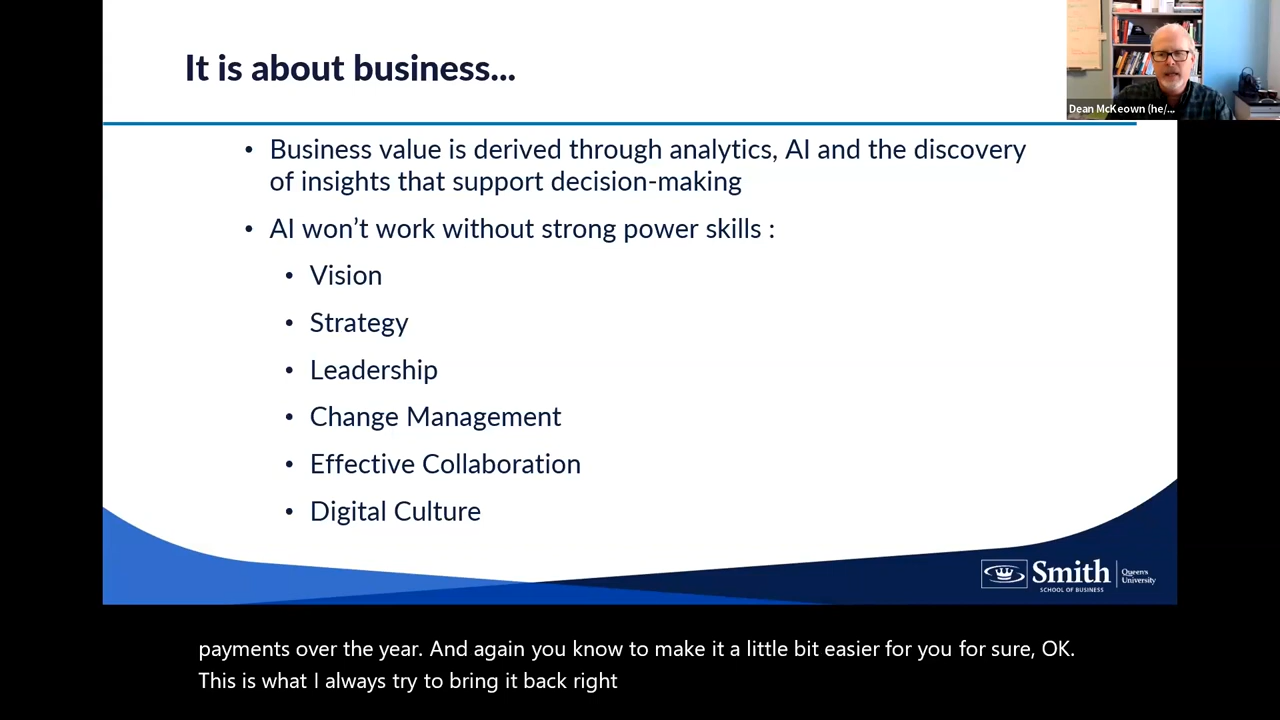 It is about business...
Dean McKeown (he/...
• Business value is derived through analytics, AI and the discovery
of insights that support decision-making
• AI won’t work without strong power skills :
• Vision
• Strategy
• Leadership
• Change Management
• Effective Collaboration
• Digital Culture
Smith
SCHOOL OF BUSINESS
Queen's
University
payments over the year. And again you know to make it a little bit easier for you for sure, OK.
This is what I always try to bring it back right